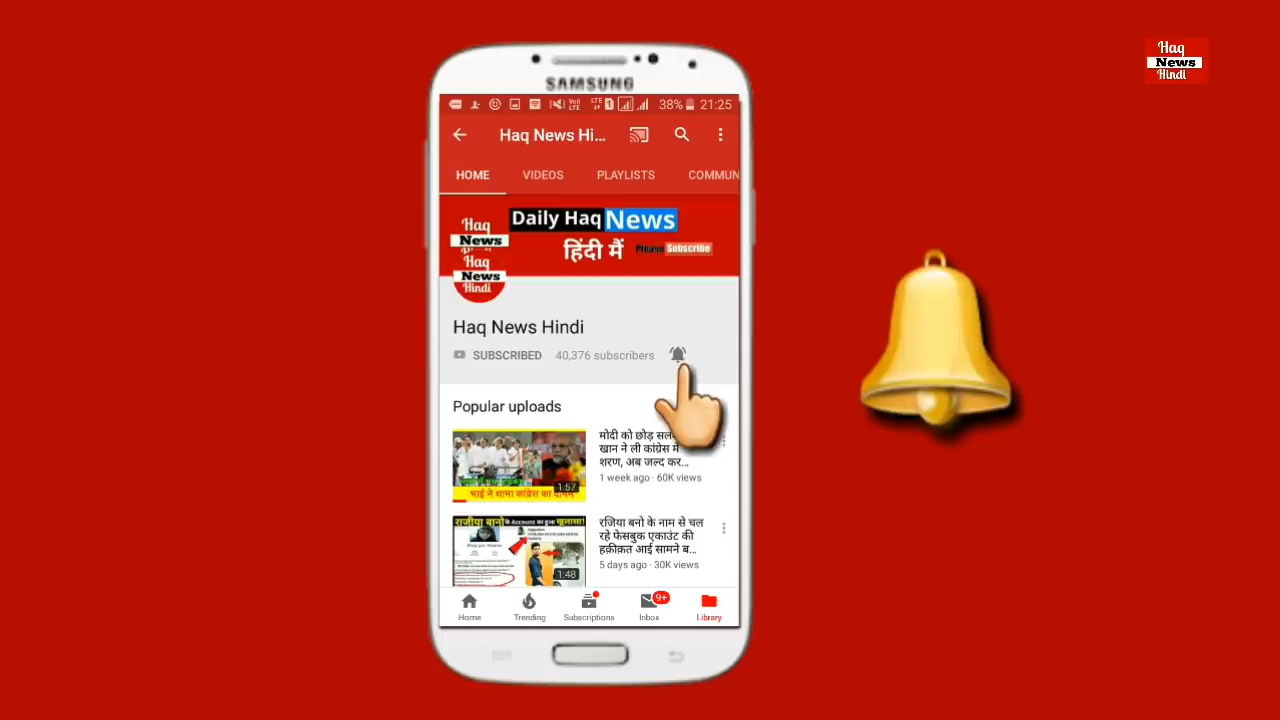 Haq
News
Hindi
SAMSUNG
38% 21:25
Haq News Hi...
HOME VIDEOS PLAYLISTS COMMUN
Daily Haq News
Haq
News
हिंदी मैं Please Subscribe
Haq
News
Hindi
Haq News Hindi
SUBSCRIBED 40,376 subscribers
Popular uploads
मोदी को छोड़
खान ने ली कांग्रेस में
शरण, अब जल्द कर...
1 week ago · 60K views
1:57
भाई ने थामा कांग्रेस का दामन
राजीया बानो के Account का हुआ खुलासा!
रजिया बनो के नाम से चल
रहे फेसबुक एकाउंट की
हक़ीक़त आई सामने ब...
5 days ago · 30K views
1:48
9+
Home Trending Subscriptions Inbox Library